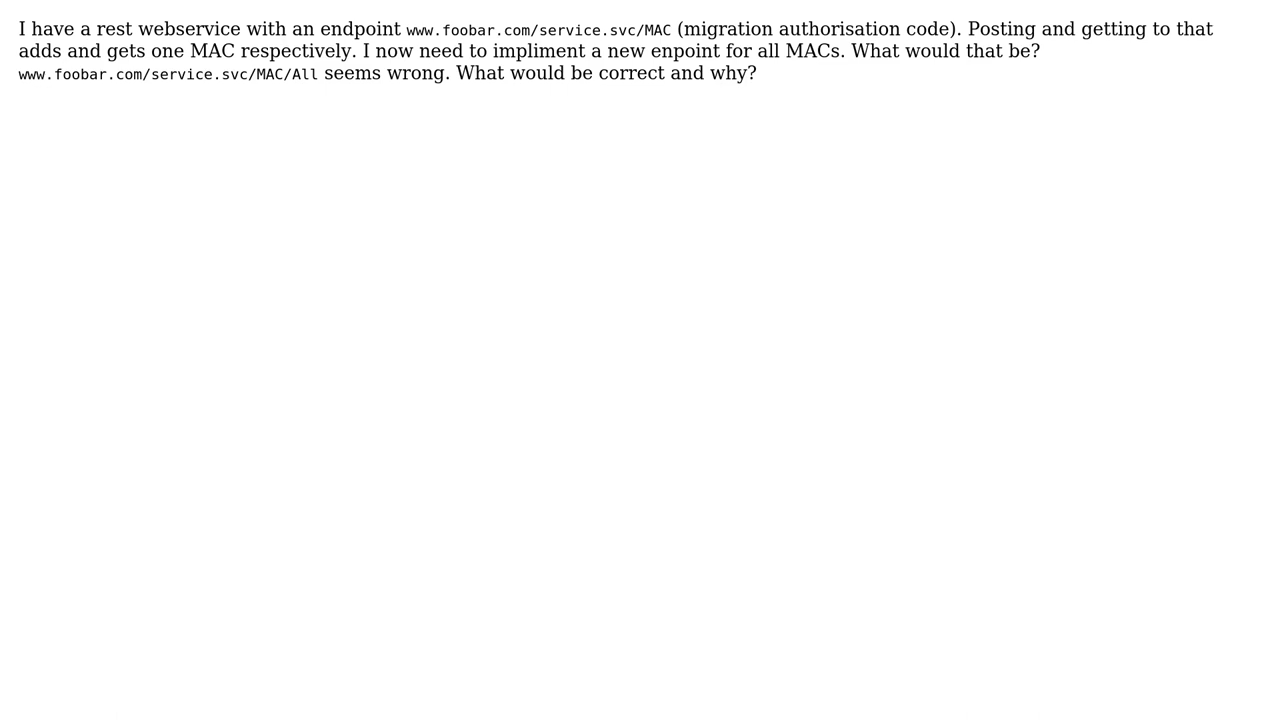 I have a rest webservice with an endpoint www.foobar.com/service.svc/MAC (migration authorisation code). Posting and getting to that
adds and gets one MAC respectively. I now need to impliment a new enpoint for all MACs. What would that be?
www.foobar.com/service.svc/MAC/All seems wrong. What would be correct and why?